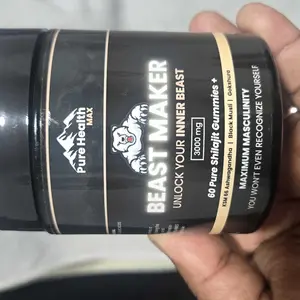 Pure Health
MAX
BEAST MAKER
UNLOCK YOUR INNER BEAST
3000 mg
60 Pure Shilajit Gummies +
KSM 66 Ashwagandha | Black Musli | Gokshura
MAXIMUM MASCULINITY
YOU WON'T EVEN RECOGNIZE YOURSELF